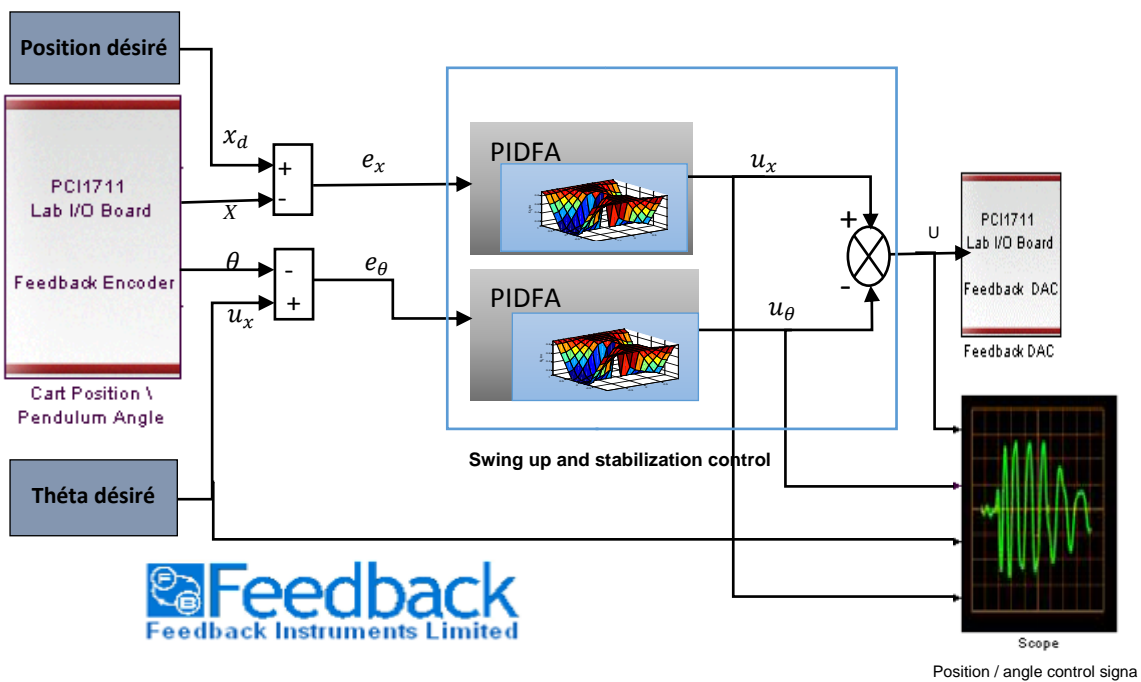 Position désiré
PCI1711
Lab I/O Board
Feedback Encoder
Cart Position \
Pendulum Angle
Théta désiré
x_d
+
-
X
θ
-
+
u_x
e_x
e_θ
PIDFA
PIDFA
u_x
u_θ
+
-
U
PCI1711
Lab I/O Board
Feedback DAC
Feedback DAC
Swing up and stabilization control
F
B
Feedback
Feedback Instruments Limited
Scope
Position / angle control signa